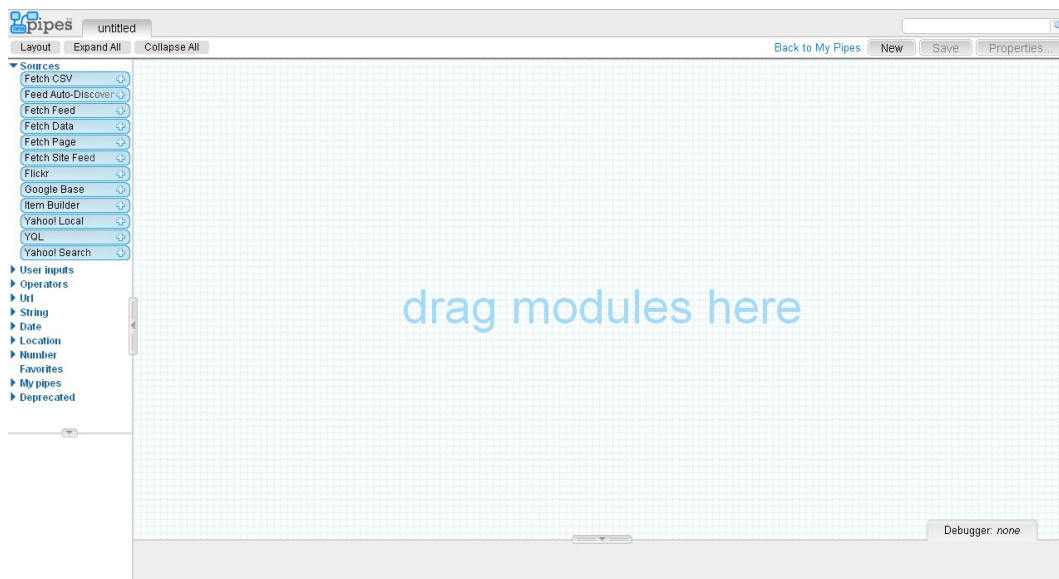 pipes untitled
Layout Expand All Collapse All Back to My Pipes New Save Properties...
Sources
Fetch CSV
Feed Auto-Discover
Fetch Feed
Fetch Data
Fetch Page
Fetch Site Feed
Flickr
Google Base
Item Builder
Yahoo! Local
YQL
Yahoo! Search
User inputs
Operators
Url
String
Date
Location
Number
Favorites
My pipes
Deprecated
drag modules here
Debugger: none